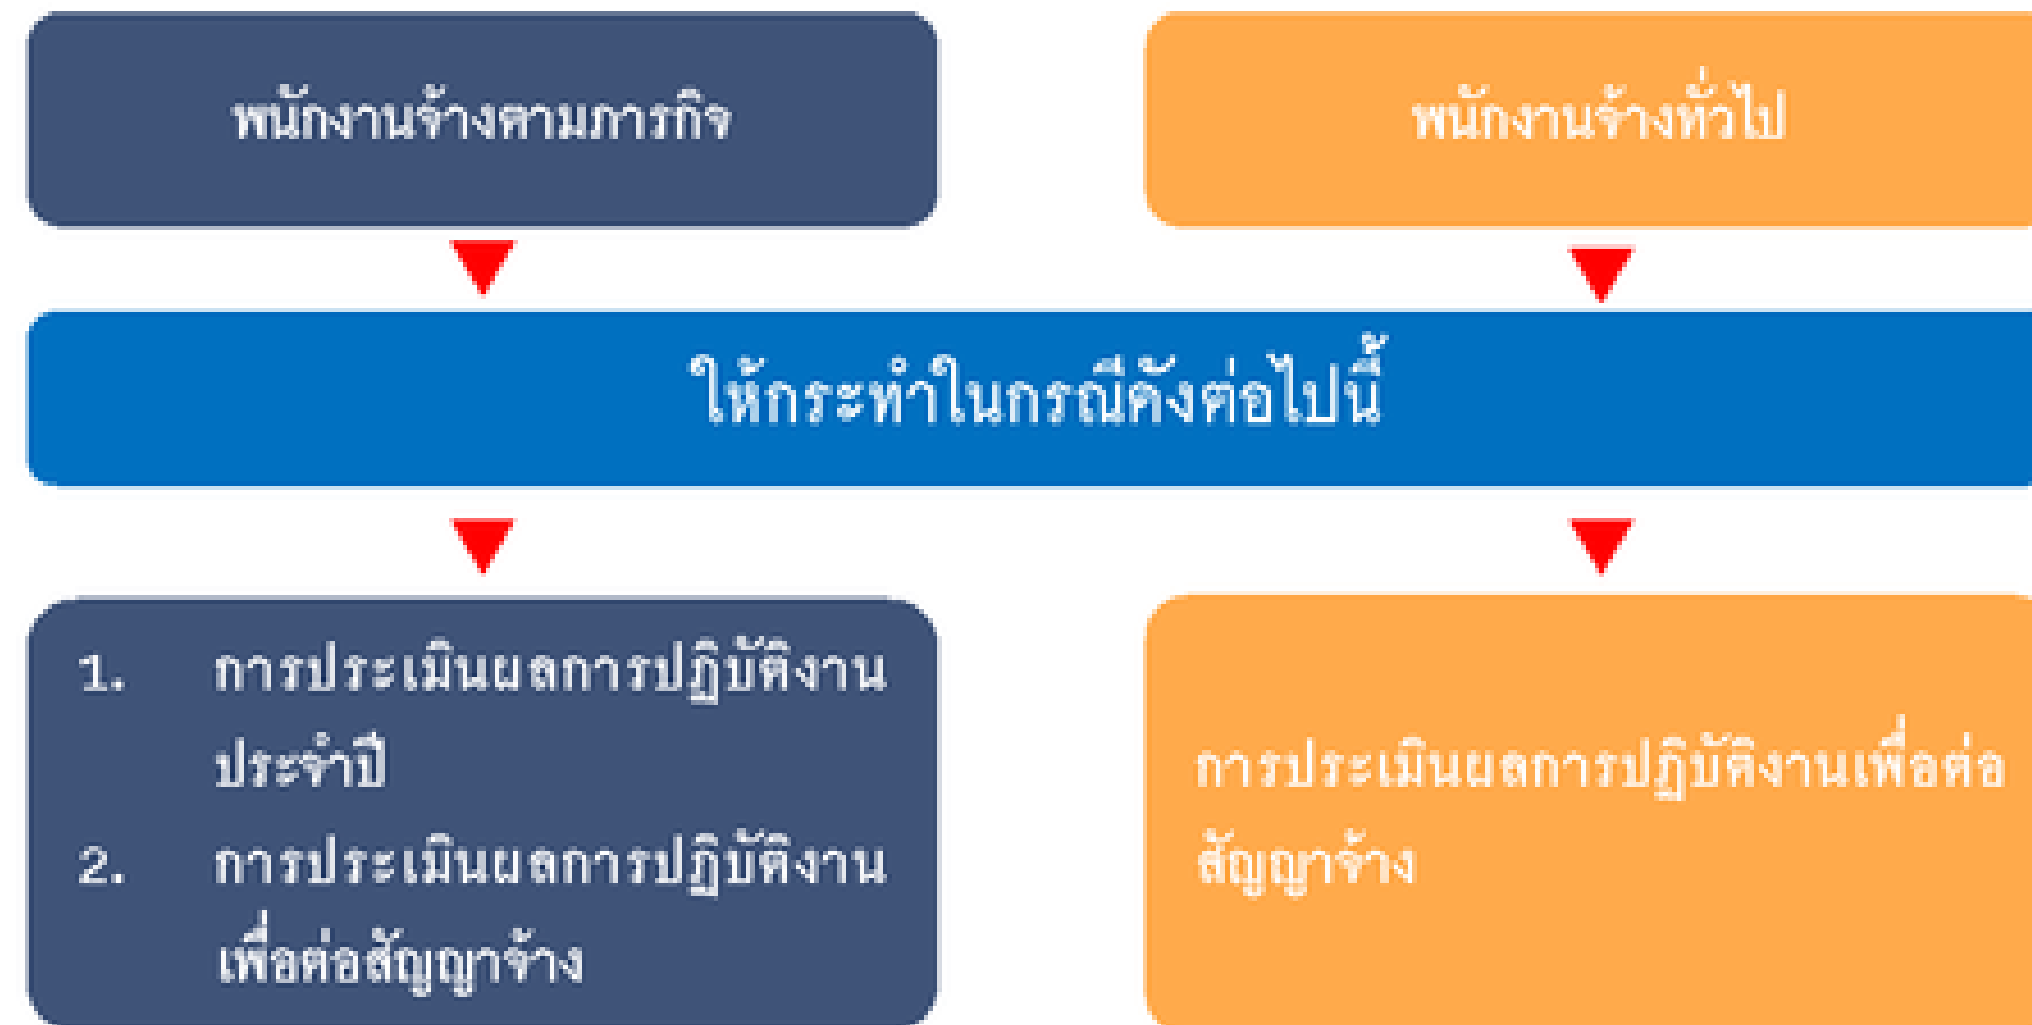 พนักงานจ้างตามภารกิจ
พนักงานจ้างทั่วไป
ให้กระทำในกรณีดังต่อไปนี้
1. การประเมินผลการปฏิบัติงาน
ประจำปี
2. การประเมินผลการปฏิบัติงาน
เพื่อต่อสัญญาจ้าง
การประเมินผลการปฏิบัติงานเพื่อต่อ
สัญญาจ้าง